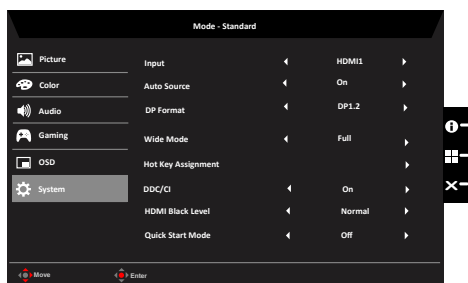 Mode - Standard
Picture
Color
Audio
Gaming
OSD
System
Input HDMI1
Auto Source On
DP Format DP1.2
Wide Mode Full
Hot Key Assignment
DDC/CI On
HDMI Black Level Normal
Quick Start Mode Off
Move Enter